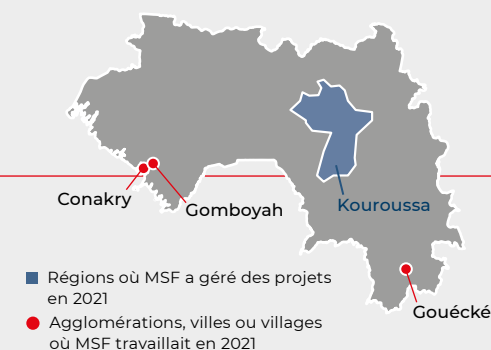 Conakry
Gomboyah
Kouroussa
Gouécké
Régions où MSF a géré des projets
en 2021
Agglomérations, villes ou villages
où MSF travaillait en 2021